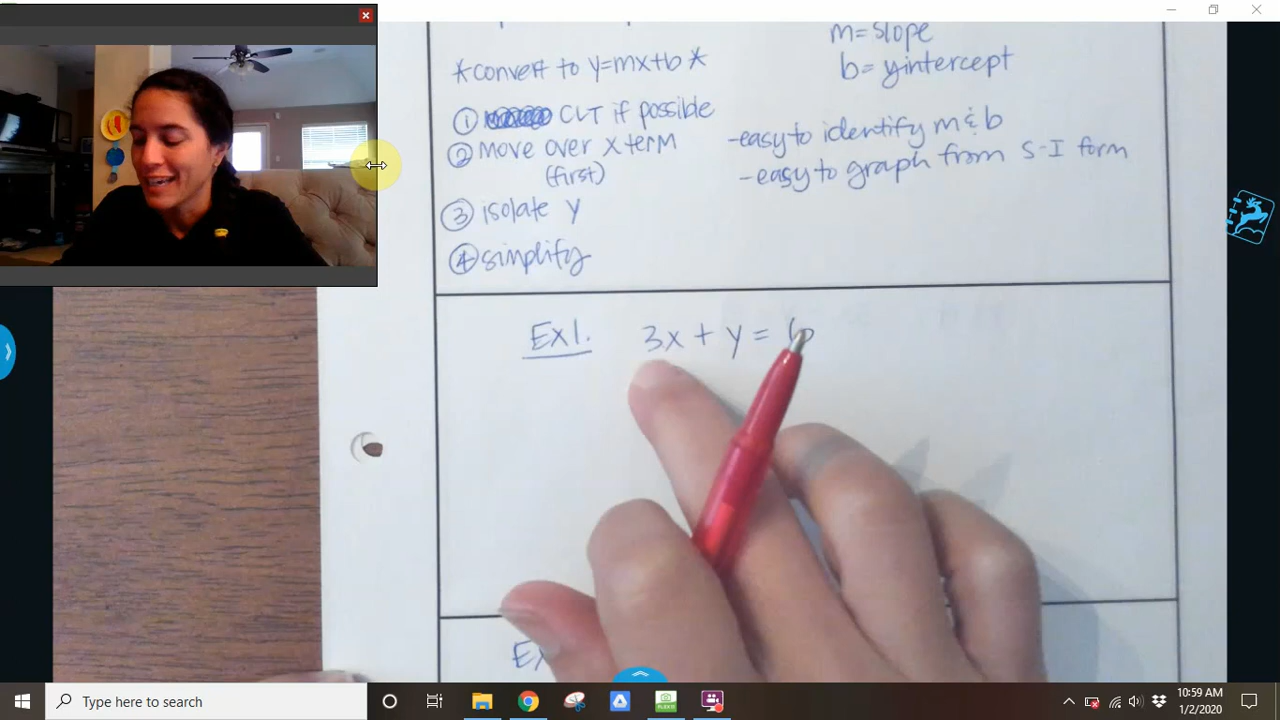 m=slope
*convert to y=mx+b *
b= yintercept
① CLT if possible
② move over x term
(first)
-easy to identify m & b
-easy to graph from S-I form
③ isolate y
④ simplify
Ex1. 3x + y = 6
Ex
Type here to search
10:59 AM
1/2/2020